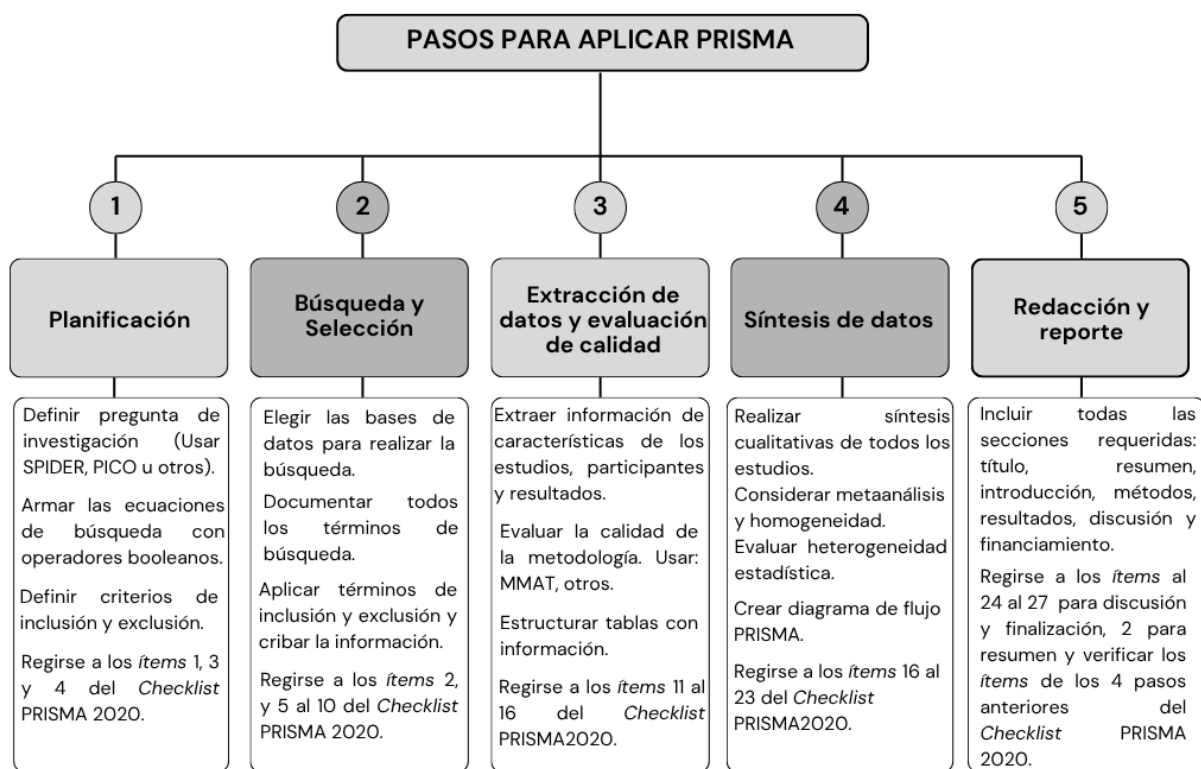 PASOS PARA APLICAR PRISMA
1
Planificación
Definir pregunta de
investigación (Usar
SPIDER, PICO u otros).
Armar las ecuaciones
de búsqueda con
operadores booleanos.
Definir criterios de
inclusión y exclusión.
Regirse a los ítems 1, 3
y 4 del Checklist
PRISMA 2020.
2
Búsqueda y
Selección
Elegir las bases de
datos para realizar la
búsqueda.
Documentar todos
los términos de
búsqueda.
Aplicar términos de
inclusión y exclusión y
cribar la información.
Regirse a los ítems 2,
y 5 al 10 del Checklist
PRISMA 2020.
3
Extracción de
datos y evaluación
de calidad
Extraer información de
características de los
estudios, participantes
y resultados.
Evaluar la calidad de
la metodología. Usar:
MMAT, otros.
Estructurar tablas con
información.
Regirse a los ítems 11 al
16 del Checklist
PRISMA2020.
4
Síntesis de datos
Realizar síntesis
cualitativas de todos los
estudios.
Considerar metaanálisis
y homogeneidad.
Evaluar heterogeneidad
estadística.
Crear diagrama de flujo
PRISMA.
Regirse a los ítems 16 al
23 del Checklist
PRISMA2020.
5
Redacción y
reporte
Incluir todas las
secciones requeridas:
título, resumen,
introducción, métodos,
resultados, discusión y
financiamiento.
Regirse a los ítems al
24 al 27 para discusión
y finalización, 2 para
resumen y verificar los
ítems de los 4 pasos
anteriores del
Checklist PRISMA
2020.